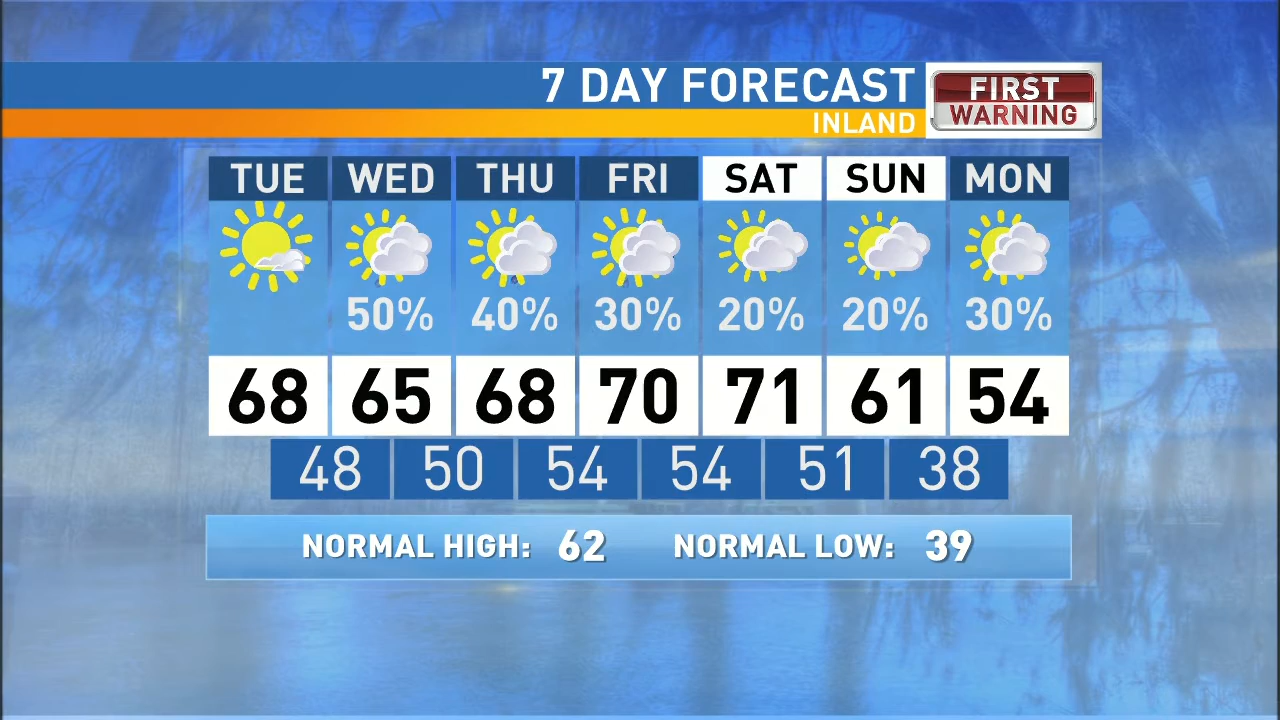 7 DAY FORECAST
INLAND
FIRST
WARNING
TUE WED THU FRI SAT SUN MON
50% 40% 30% 20% 20% 30%
68 65 68 70 71 61 54
48 50 54 54 51 38
NORMAL HIGH: 62 NORMAL LOW: 39